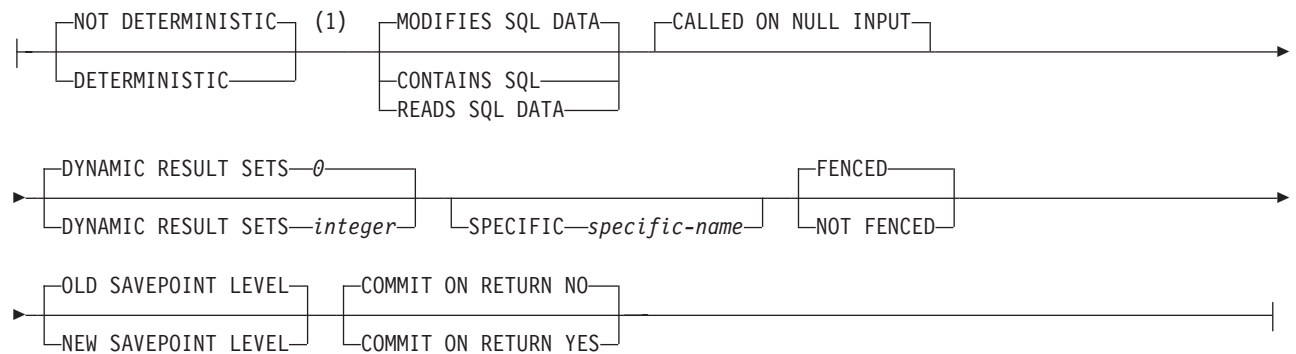 NOT DETERMINISTIC (1) MODIFIES SQL DATA CALLED ON NULL INPUT
DETERMINISTIC CONTAINS SQL
READS SQL DATA
DYNAMIC RESULT SETS 0 FENCED
DYNAMIC RESULT SETS integer SPECIFIC specific-name NOT FENCED
OLD SAVEPOINT LEVEL COMMIT ON RETURN NO
NEW SAVEPOINT LEVEL COMMIT ON RETURN YES